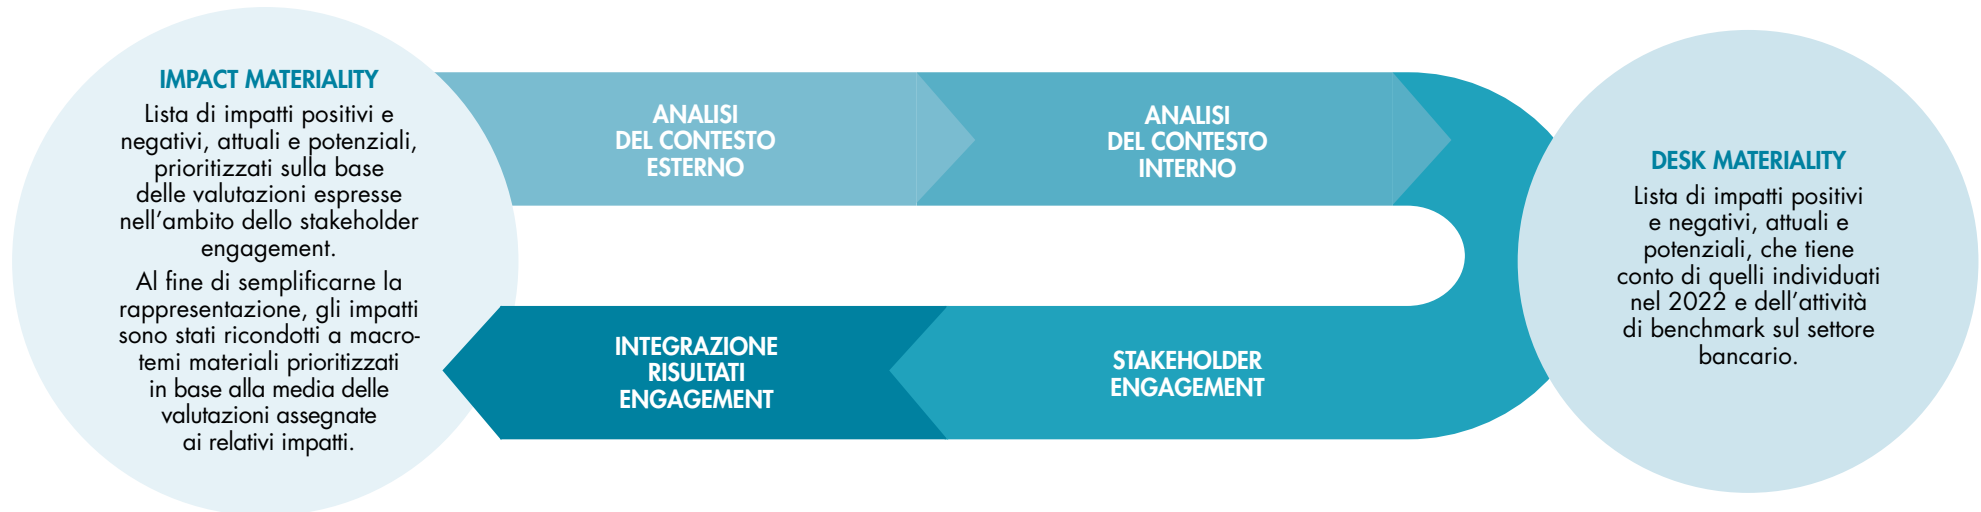 IMPACT MATERIALITY
Lista di impatti positivi e
negativi, attuali e potenziali,
prioritizzati sulla base
delle valutazioni espresse
nell’ambito dello stakeholder
engagement.
Al fine di semplificarne la
rappresentazione, gli impatti
sono stati ricondotti a macro-
temi materiali prioritizzati
in base alla media delle
valutazioni assegnate
ai relativi impatti.
ANALISI
DEL CONTESTO
ESTERNO
ANALISI
DEL CONTESTO
INTERNO
DESK MATERIALITY
Lista di impatti positivi
e negativi, attuali e
potenziali, che tiene
conto di quelli individuati
nel 2022 e dell’attività
di benchmark sul settore
bancario.
STAKEHOLDER
ENGAGEMENT
INTEGRAZIONE
RISULTATI
ENGAGEMENT